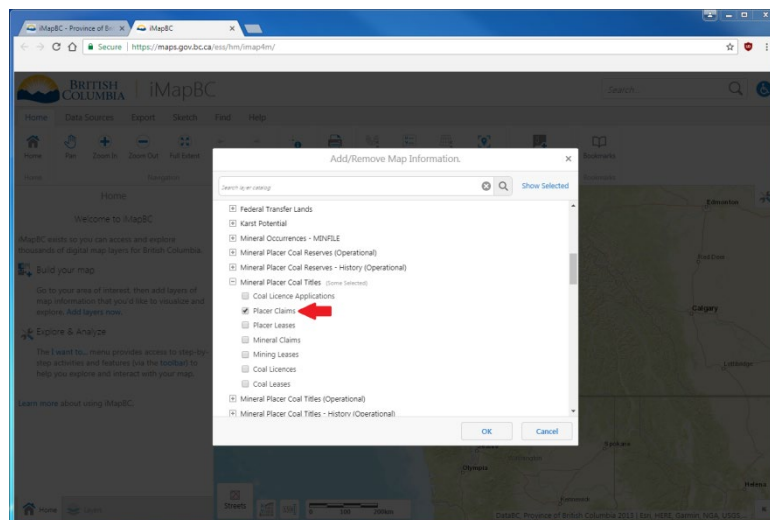 iMapBC - Province of Bri
iMapBC
Secure
https://maps.gov.bc.ca/ess/hm/imap4m/
BRITISH
COLUMBIA
iMapBC
Search...
Home
Data Sources
Export
Sketch
Find
Help
Home
Pan
Zoom In
Zoom Out
Full Extent
Bookmarks
Home
Navigation
Bookmarks
Add/Remove Map Information.
Search layer catalog
Show Selected
Federal Transfer Lands
Karst Potential
Mineral Occurrences - MINFILE
Mineral Placer Coal Reserves (Operational)
Mineral Placer Coal Reserves - History (Operational)
Mineral Placer Coal Titles (Some Selected)
Coal Licence Applications
Placer Claims
Placer Leases
Mineral Claims
Mining Leases
Coal Licences
Coal Leases
Mineral Placer Coal Titles (Operational)
Mineral Placer Coal Titles - History (Operational)
OK
Cancel
Home
Welcome to iMapBC
iMapBC exists so you can access and explore
thousands of digital map layers for British Columbia.
Build your map
Go to your area of interest, then add layers of
map information that you'd like to visualize and
explore. Add layers now.
Explore & Analyze
The I want to... menu provides access to step-by-
step activities and features (via the toolbar) to
help you explore and interact with your map.
Learn more about using iMapBC.
Edmonton
Red Deer
Calgary
Lethbridge
Spokane
Olympia
Helena
Home
Layers
Streets
0 100 200km
DataBC, Province of British Columbia 2013 | Esri, HERE, Garmin, NGA, USGS